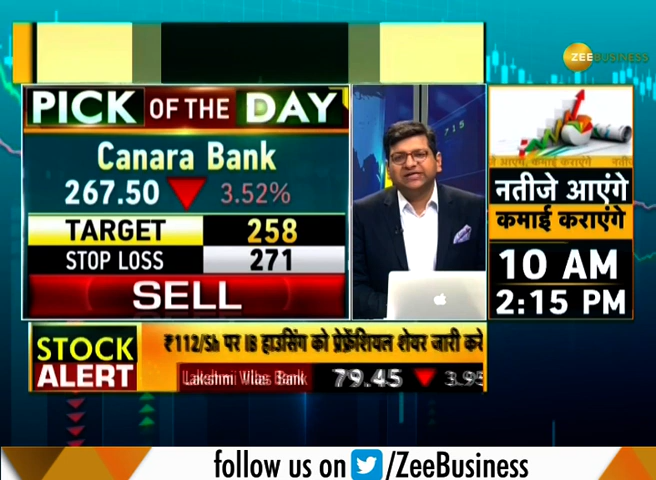 ZEEBUSINESS
PICK OF THE DAY
Canara Bank
267.50 3.52%
TARGET 258
STOP LOSS 271
SELL
715
नतीजे आएंगे
कमाई कराएंगे
10 AM
2:15 PM
STOCK
ALERT
₹112/Sh पर IB हाउसिंग को प्रेफ्रेंशियल शेयर जारी करे
Lakshmi Vilas Bank 79.45 3.95
follow us on /ZeeBusiness